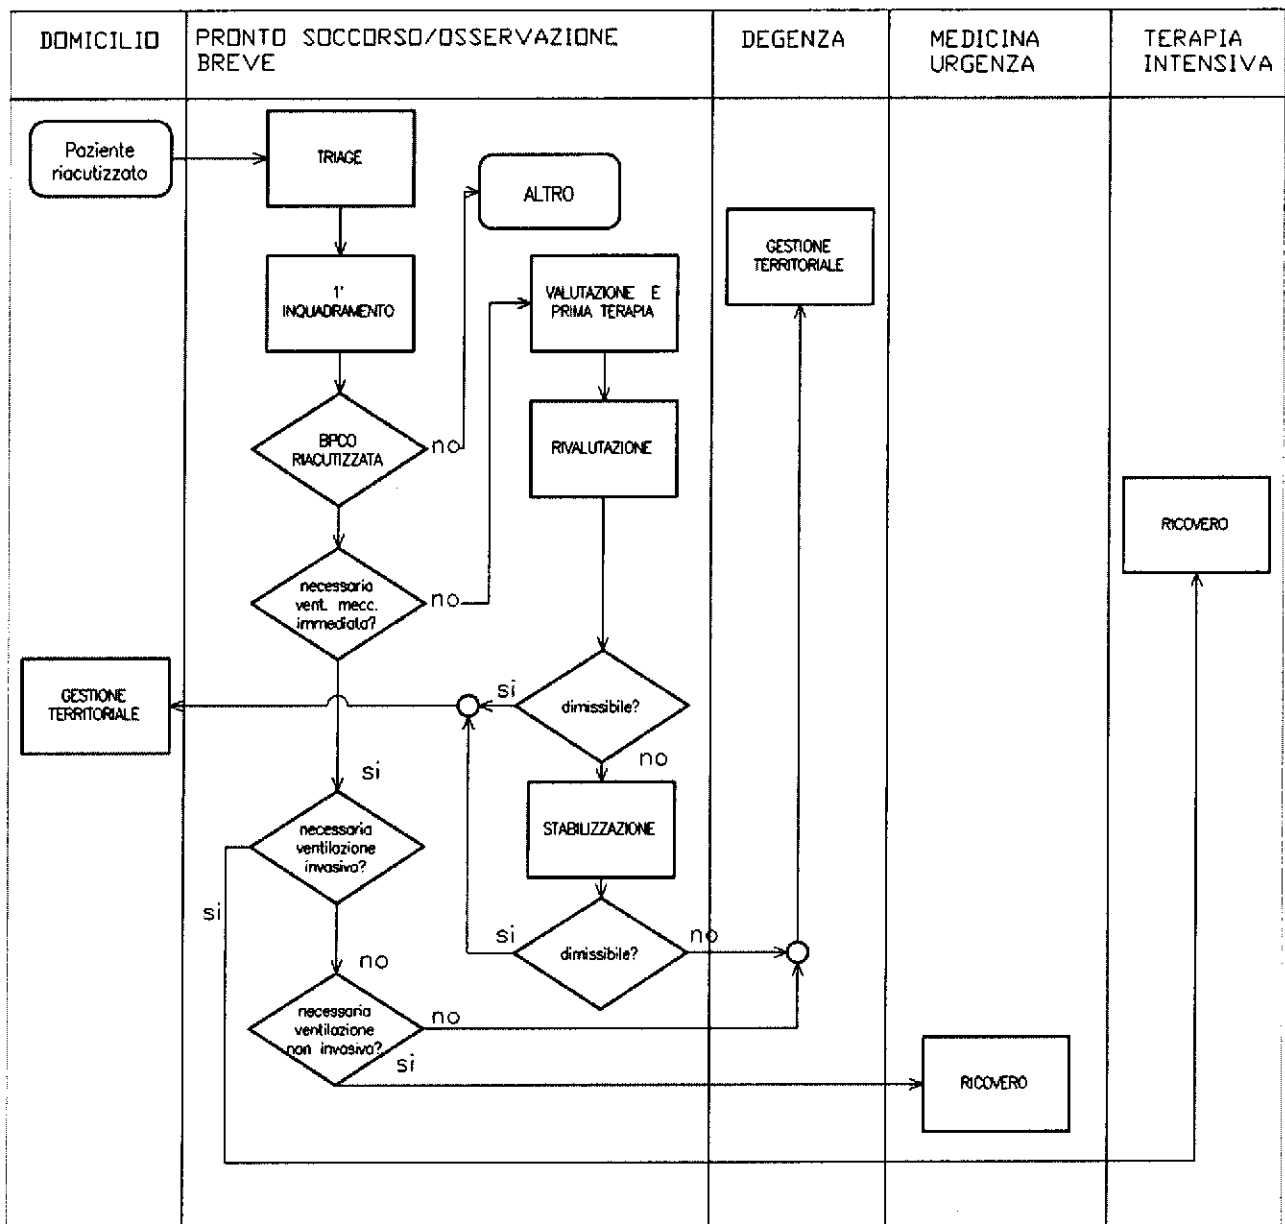 DOMICILIO
PRONTO SOCCORSO/OSSERVAZIONE
BREVE
DEGENZA
MEDICINA
URGENZA
TERAPIA
INTENSIVA
Paziente
riacutizzato
TRIAGE
ALTRO
1'
INQUADRAMENTO
VALUTAZIONE E
PRIMA TERAPIA
GESTIONE
TERRITORIALE
BPCO
RIACUTIZZATA
no
RIVALUTAZIONE
RICOVERO
necessaria
vent. mecc.
immediata?
no
GESTIONE
TERRITORIALE
si
dimissibile?
no
si
necessaria
ventilazione
invasiva?
si
no
STABILIZZAZIONE
si
dimissibile?
no
necessaria
ventilazione
non invasiva?
no
si
RICOVERO